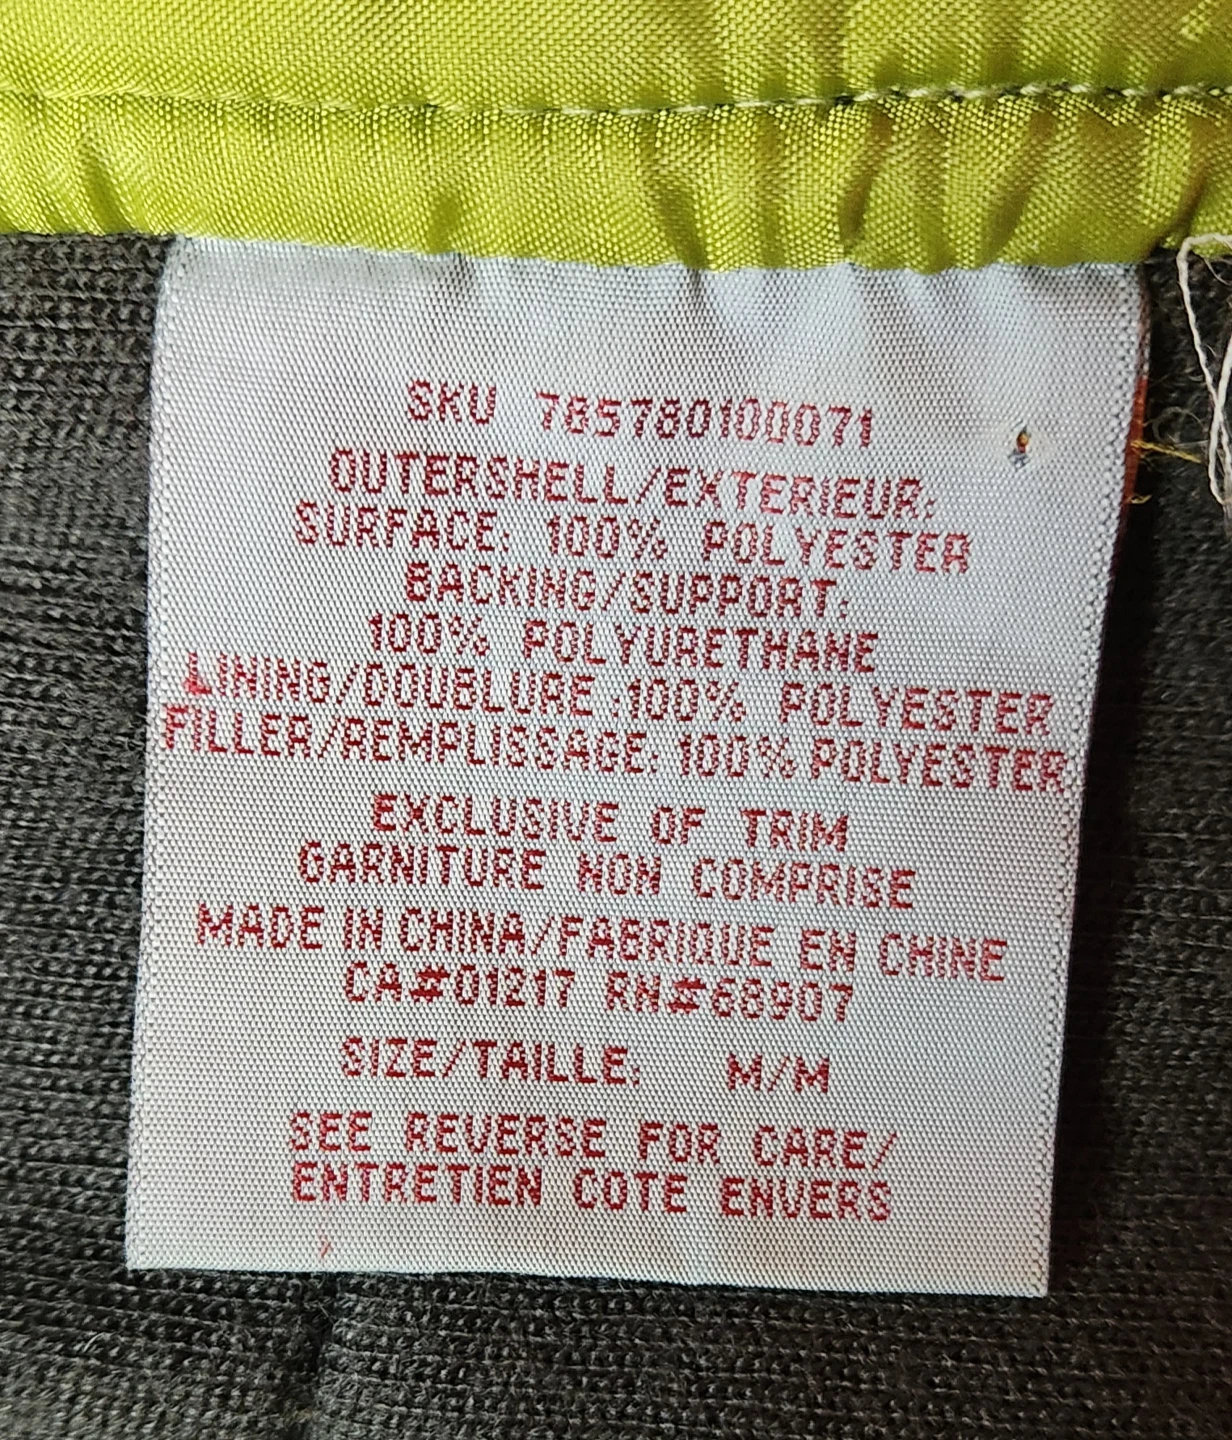 SKU 785780100071
OUTERSHELL/EXTERIEUR:
SURFACE: 100% POLYESTER
BACKING/SUPPORT:
100% POLYURETHANE
LINING/DOUBLURE :100% POLYESTER
FILLER/REMPLISSAGE: 100% POLYESTER
EXCLUSIVE OF TRIM
GARNITURE NON COMPRISE
MADE IN CHINA/FABRIQUE EN CHINE
CA#01217 RN#68907
SIZE/TAILLE: M/M
SEE REVERSE FOR CARE/
ENTRETIEN COTE ENVERS